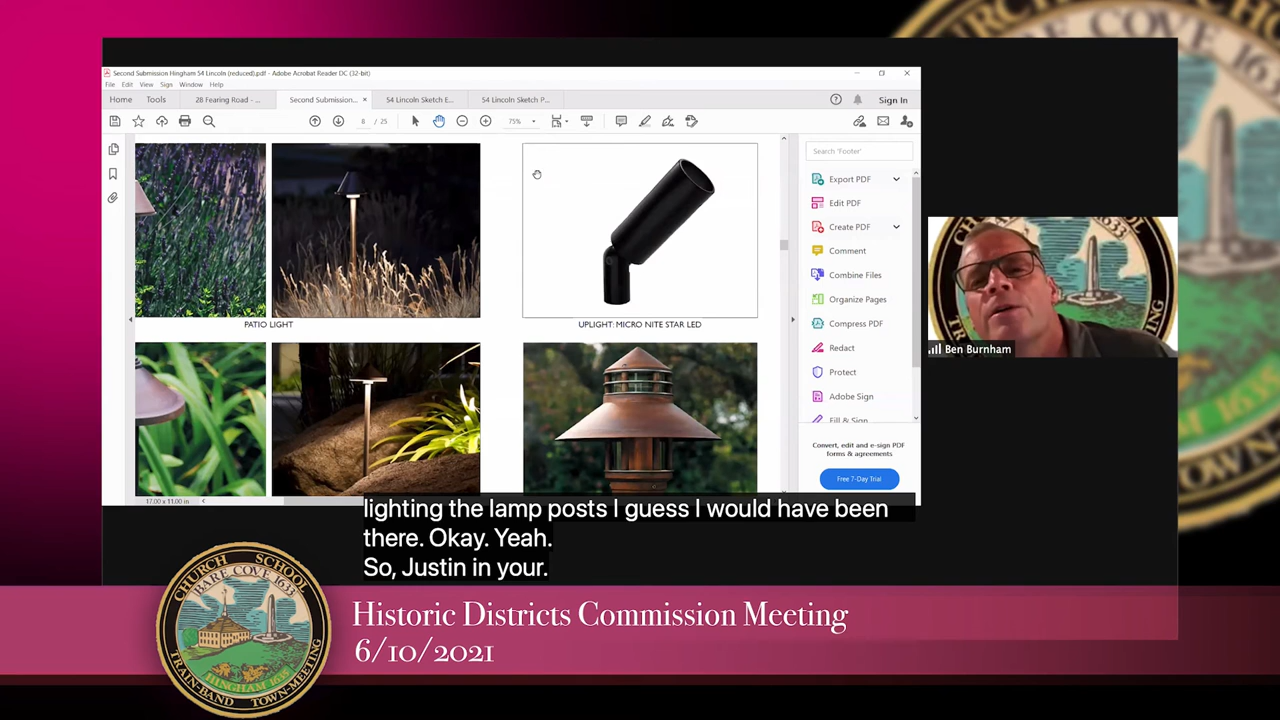 Second Submission Hingham 54 Lincoln (reduced).pdf - Adobe Acrobat Reader DC (32-bit)
File Edit View Sign Window Help
Home Tools 28 Fearing Road - ... Second Submission... × 54 Lincoln Sketch E... 54 Lincoln Sketch P... Sign In
8 / 25 75%
Search 'Footer'
Export PDF
Edit PDF
Create PDF
Comment
Combine Files
Organize Pages
Compress PDF
Redact
Protect
Adobe Sign
Fill & Sign
Convert, edit and e-sign PDF
forms & agreements
Free 7-Day Trial
PATIO LIGHT
UPLIGHT: MICRO NITE STAR LED
17.00 x 11.00 in
Ben Burnham
lighting the lamp posts I guess I would have been
there. Okay. Yeah.
So, Justin in your.
Historic Districts Commission Meeting
6/10/2021
CHURCH SCHOOL
BARE COVE 1633
HINGHAM 1635
TRAIN-BAND TOWN-MEETING